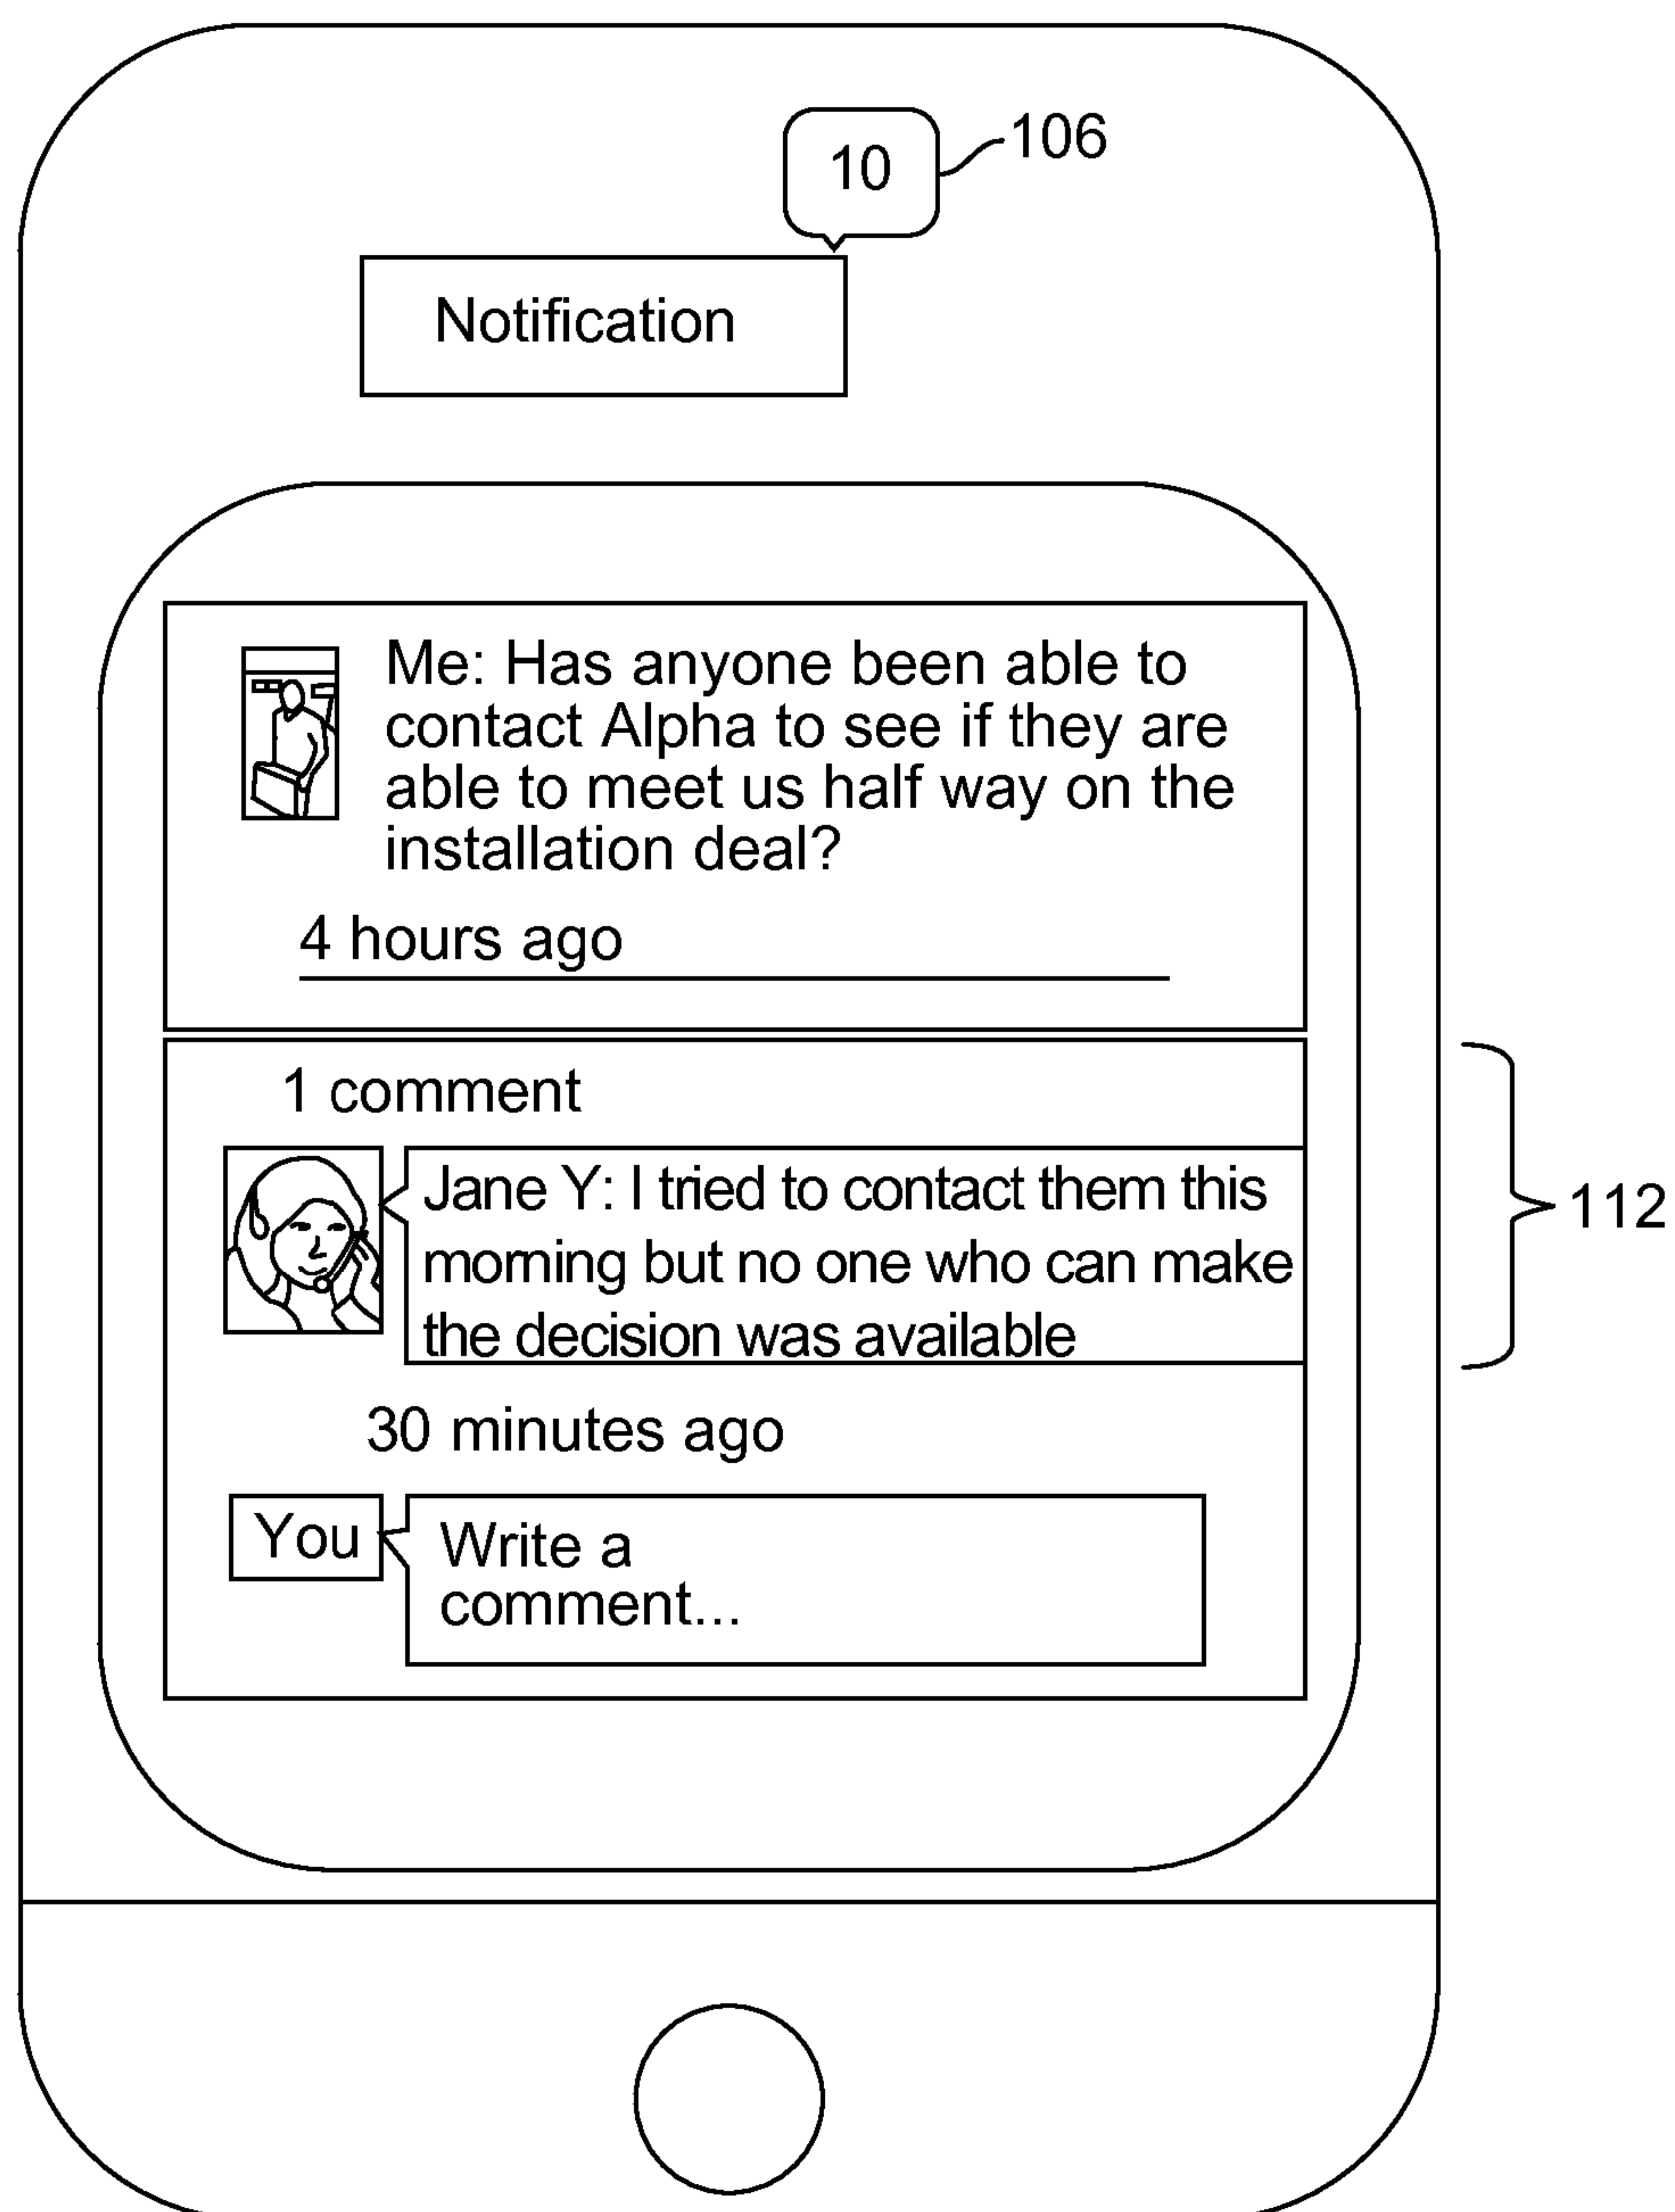 10
106
Notification
Me: Has anyone been able to
contact Alpha to see if they are
able to meet us half way on the
installation deal?
4 hours ago
1 comment
Jane Y: I tried to contact them this
morning but no one who can make
the decision was available
112
30 minutes ago
You
Write a
comment...